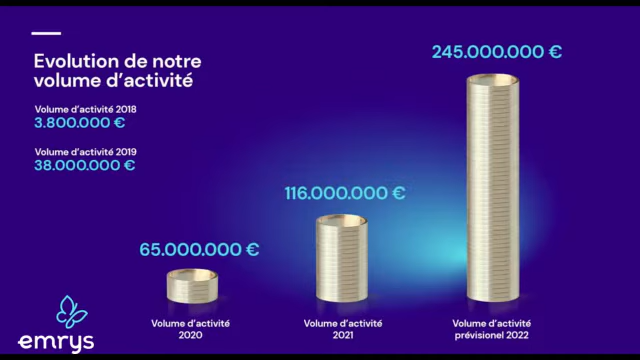 Evolution de notre
volume d'activité
Volume d'activité 2018
3.800.000 €
Volume d'activité 2019
38.000.000 €
65.000.000 €
116.000.000 €
245.000.000 €
Volume d'activité
2020
Volume d'activité
2021
Volume d'activité
prévisionel 2022
emrys